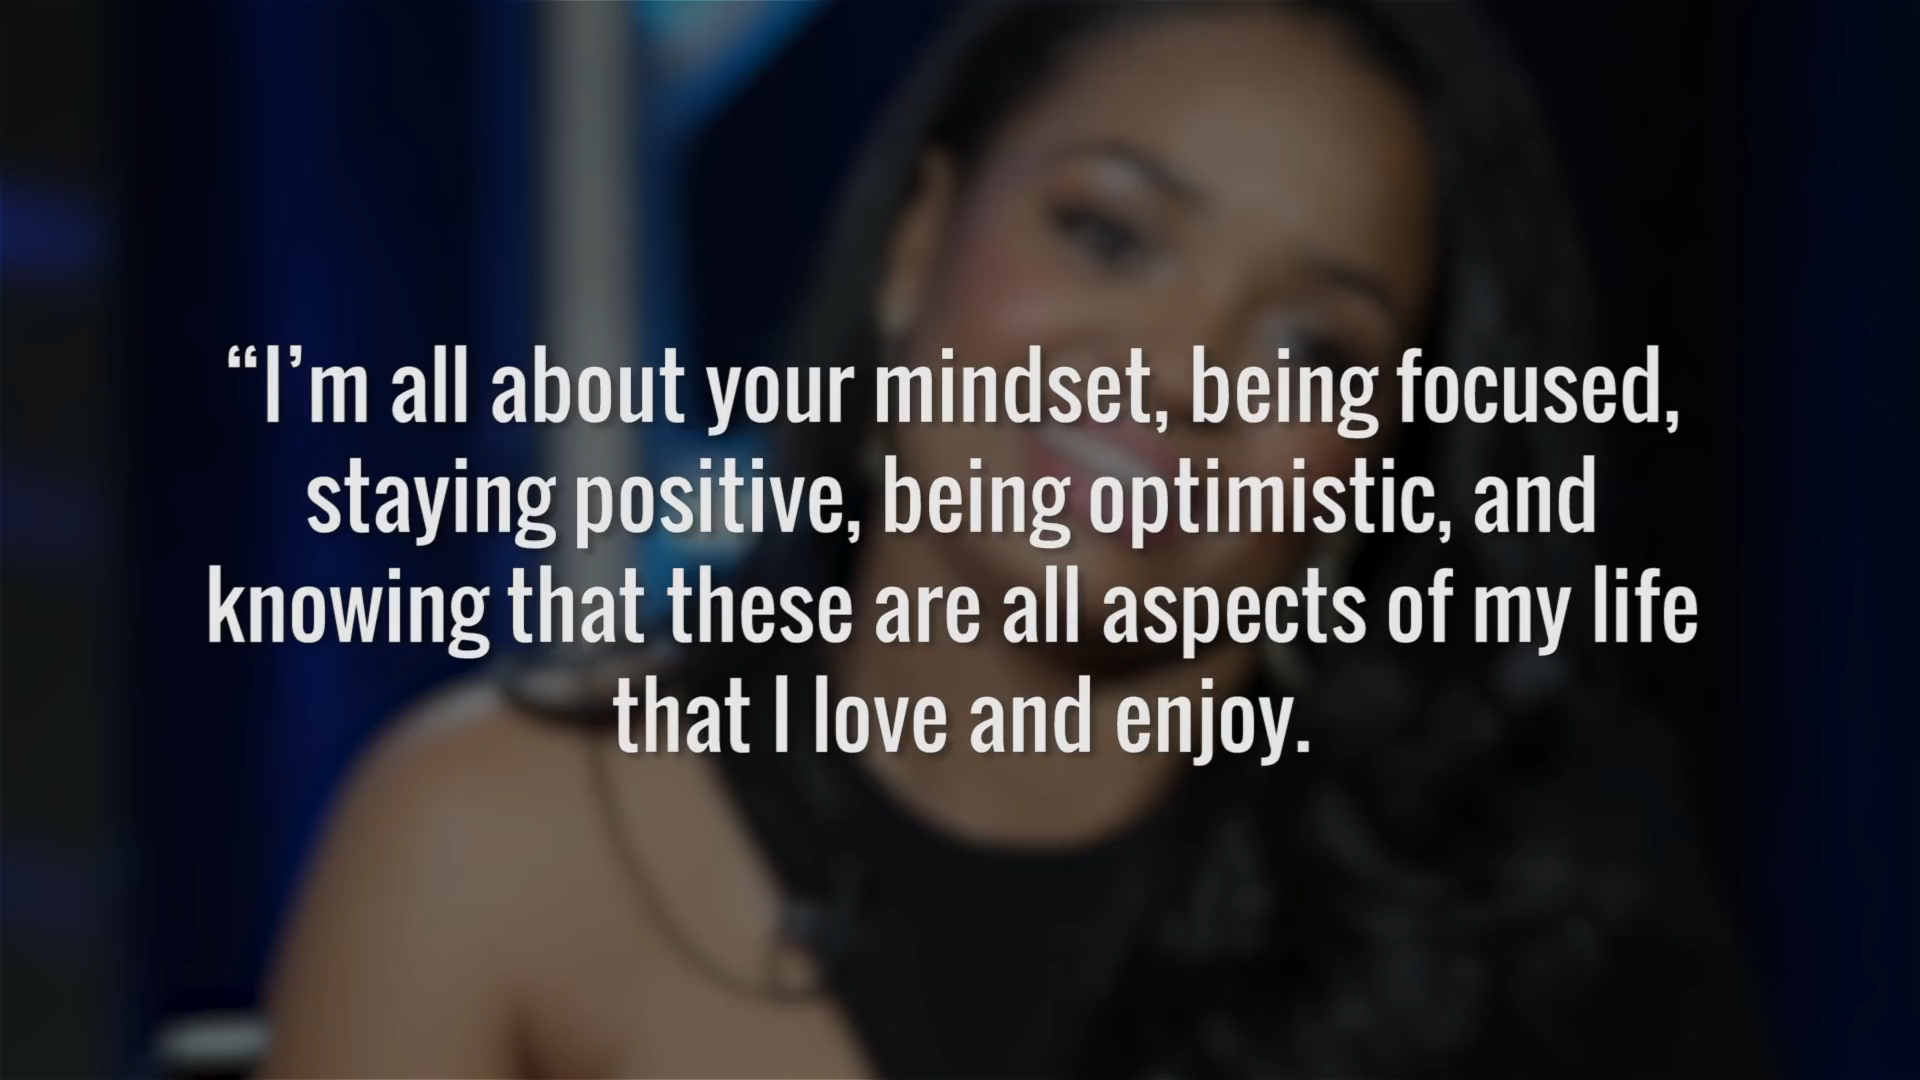 “I’m all about your mindset, being focused,
staying positive, being optimistic, and
knowing that these are all aspects of my life
that I love and enjoy.